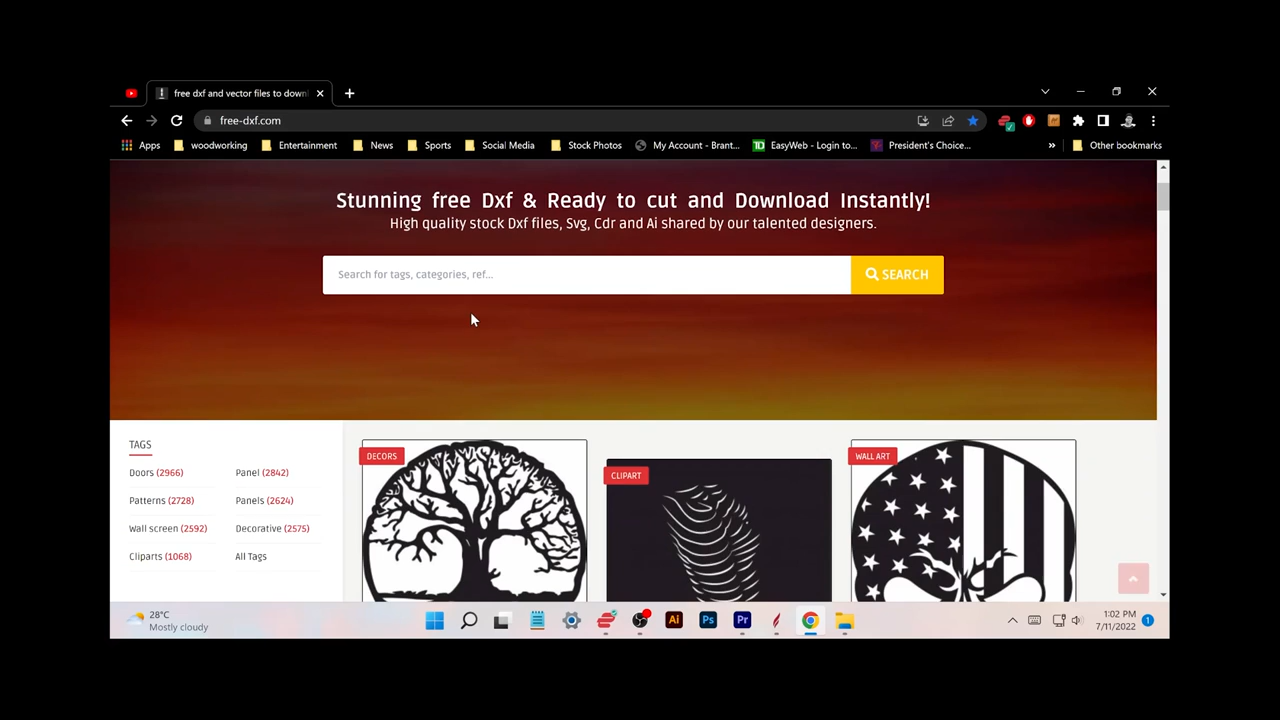 free dxf and vector files to down
free-dxf.com
Apps
woodworking
Entertainment
News
Sports
Social Media
Stock Photos
My Account - Brant...
EasyWeb - Login to...
President's Choice...
»
Other bookmarks
Stunning free Dxf & Ready to cut and Download Instantly!
High quality stock Dxf files, Svg, Cdr and Ai shared by our talented designers.
Search for tags, categories, ref...
SEARCH
TAGS
Doors (2966)
Panel (2842)
Patterns (2728)
Panels (2624)
Wall screen (2592)
Decorative (2575)
Cliparts (1068)
All Tags
DECORS
CLIPART
WALL ART
28°C
Mostly cloudy
Ai
Ps
Pr
1:02 PM
7/11/2022
1